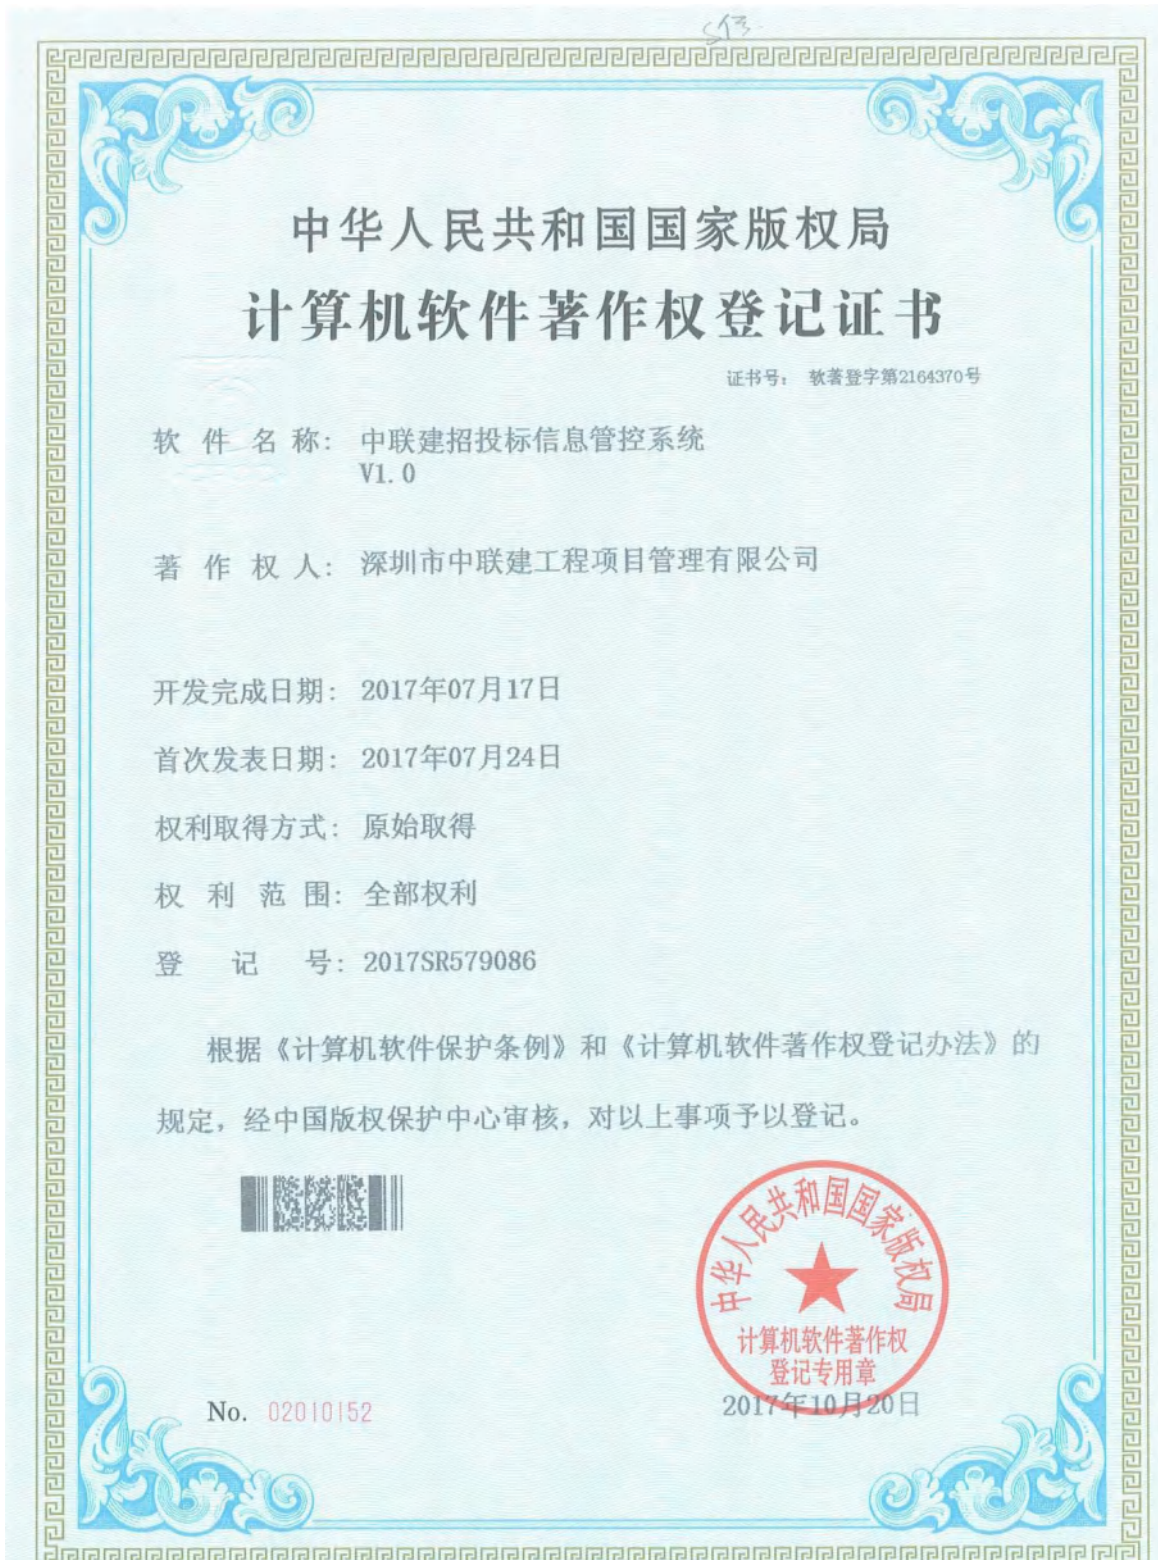 中华人民共和国国家版权局
计算机软件著作权登记证书
证书号： 软著登字第2164370号
软件名称： 中联建招投标信息管控系统
V1.0
著作权人： 深圳市中联建工程项目管理有限公司
开发完成日期： 2017年07月17日
首次发表日期： 2017年07月24日
权利取得方式： 原始取得
权利范围： 全部权利
登记号： 2017SR579086
根据《计算机软件保护条例》和《计算机软件著作权登记办法》的
规定，经中国版权保护中心审核，对以上事项予以登记。
中华人民共和国国家版权局
计算机软件著作权
登记专用章
No. 02010152
2017年10月20日